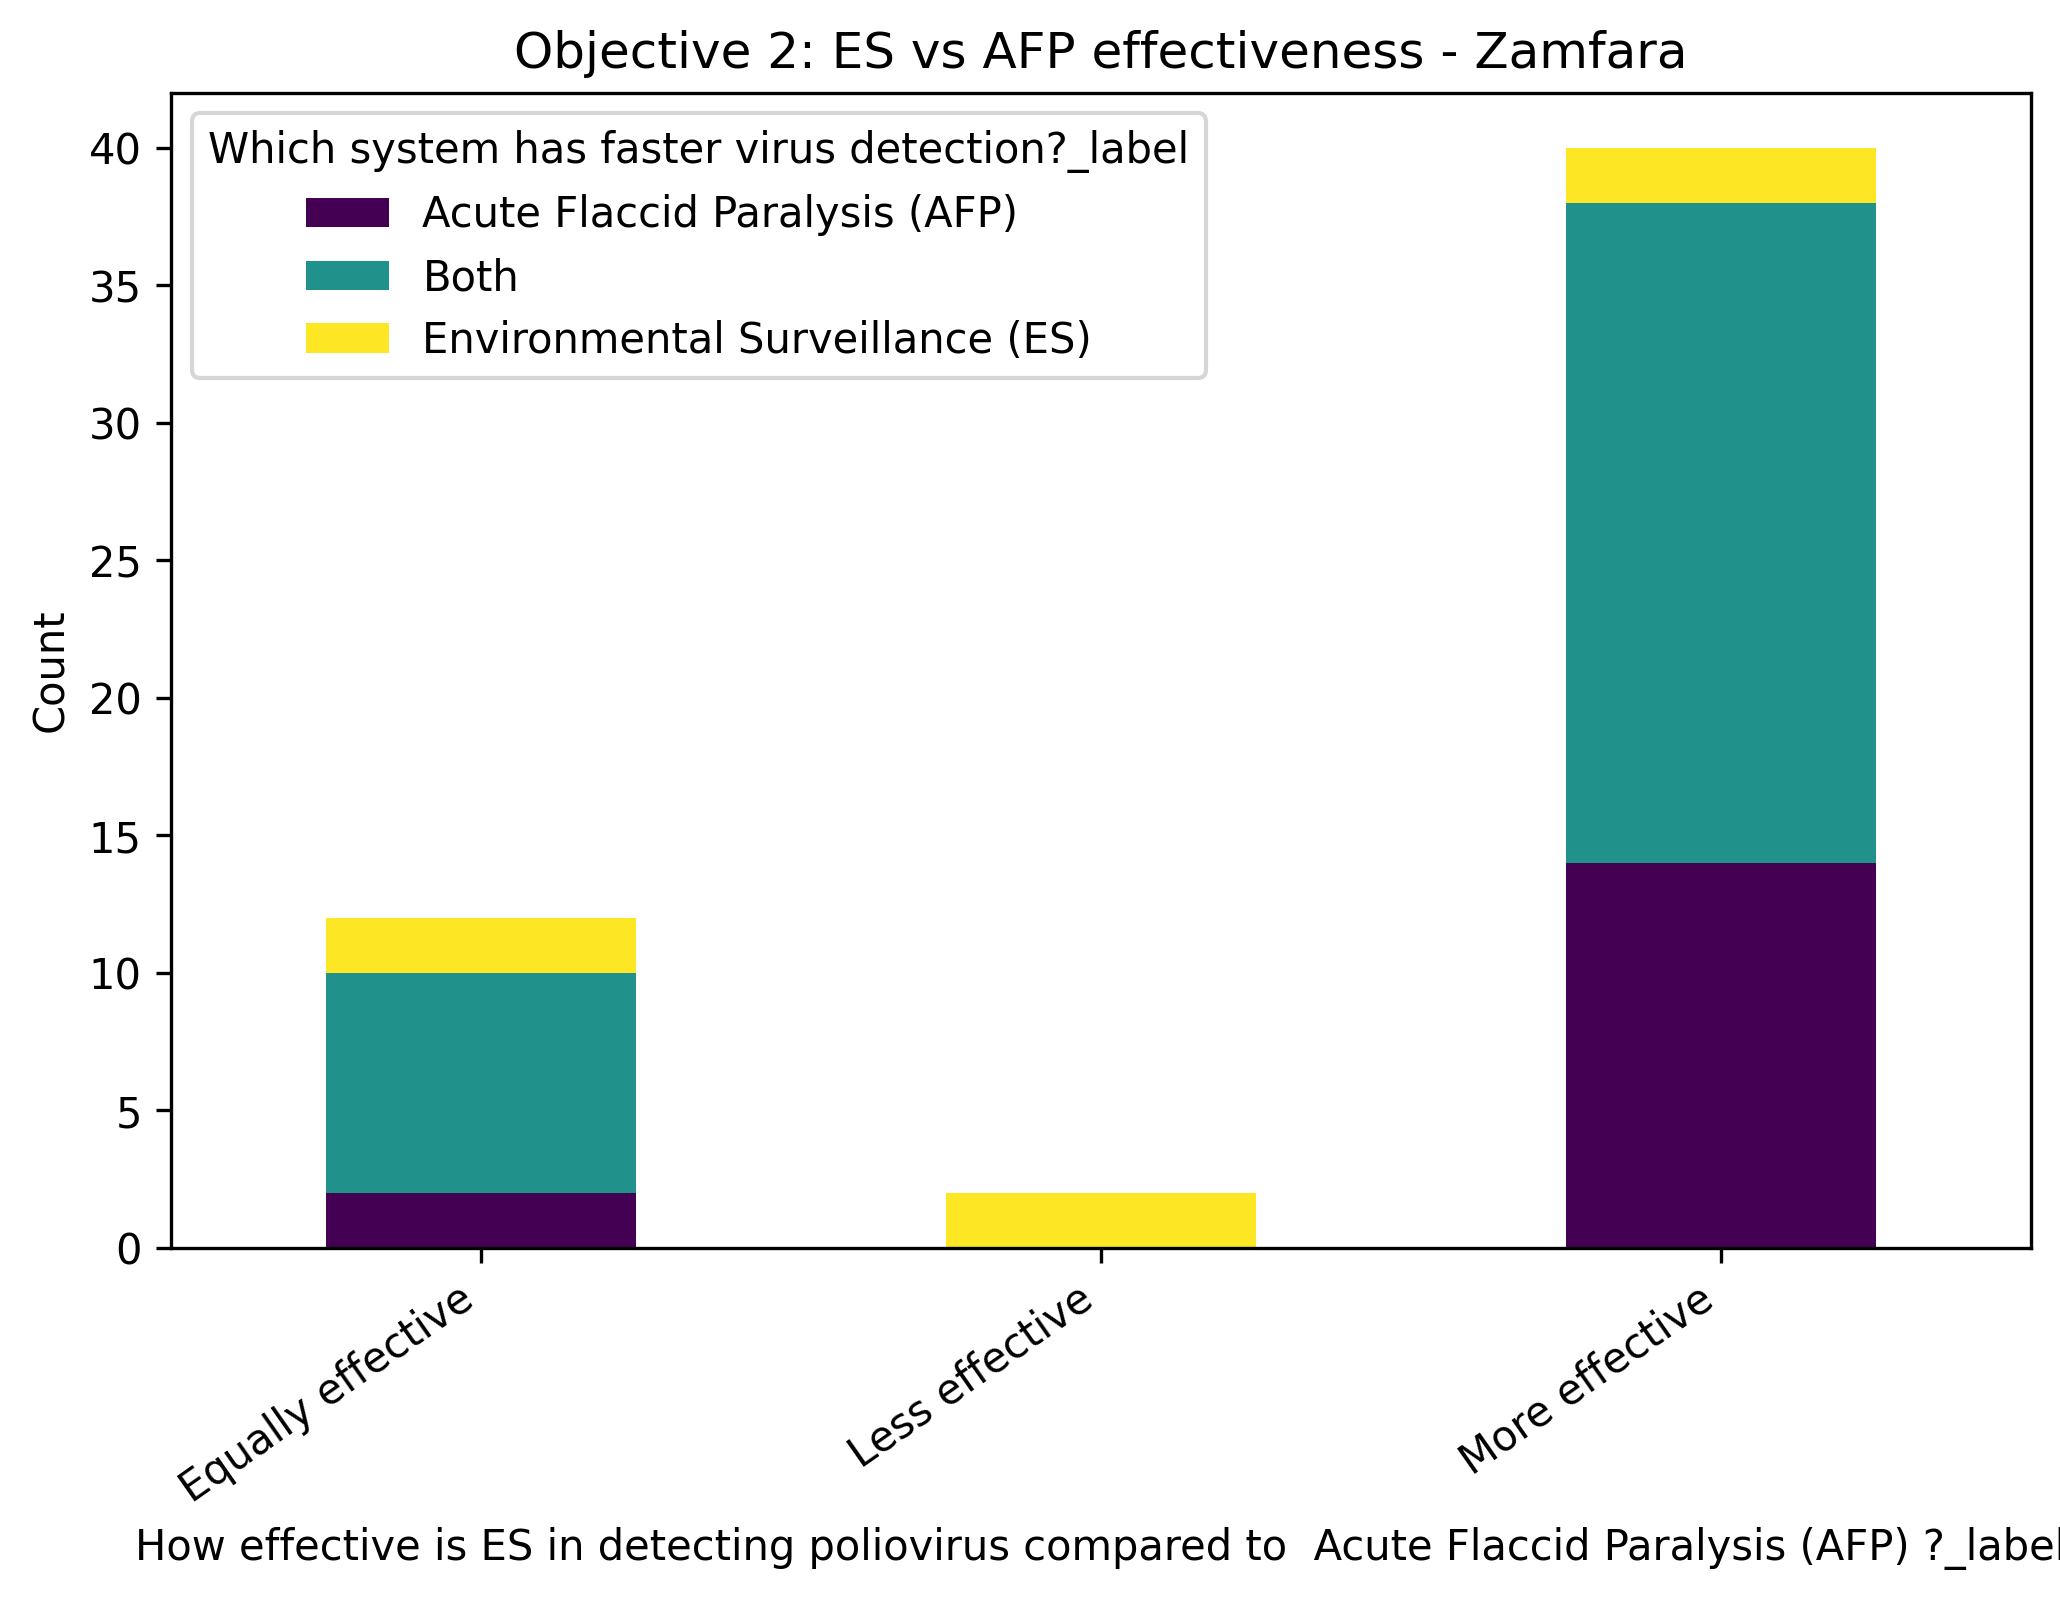 Objective 2: ES vs AFP effectiveness - Zamfara
Which system has faster virus detection?_label
Acute Flaccid Paralysis (AFP)
Both
Environmental Surveillance (ES)
Count
40
35
30
25
20
15
10
5
0
Equally effective
Less effective
More effective
How effective is ES in detecting poliovirus compared to  Acute Flaccid Paralysis (AFP) ?_label